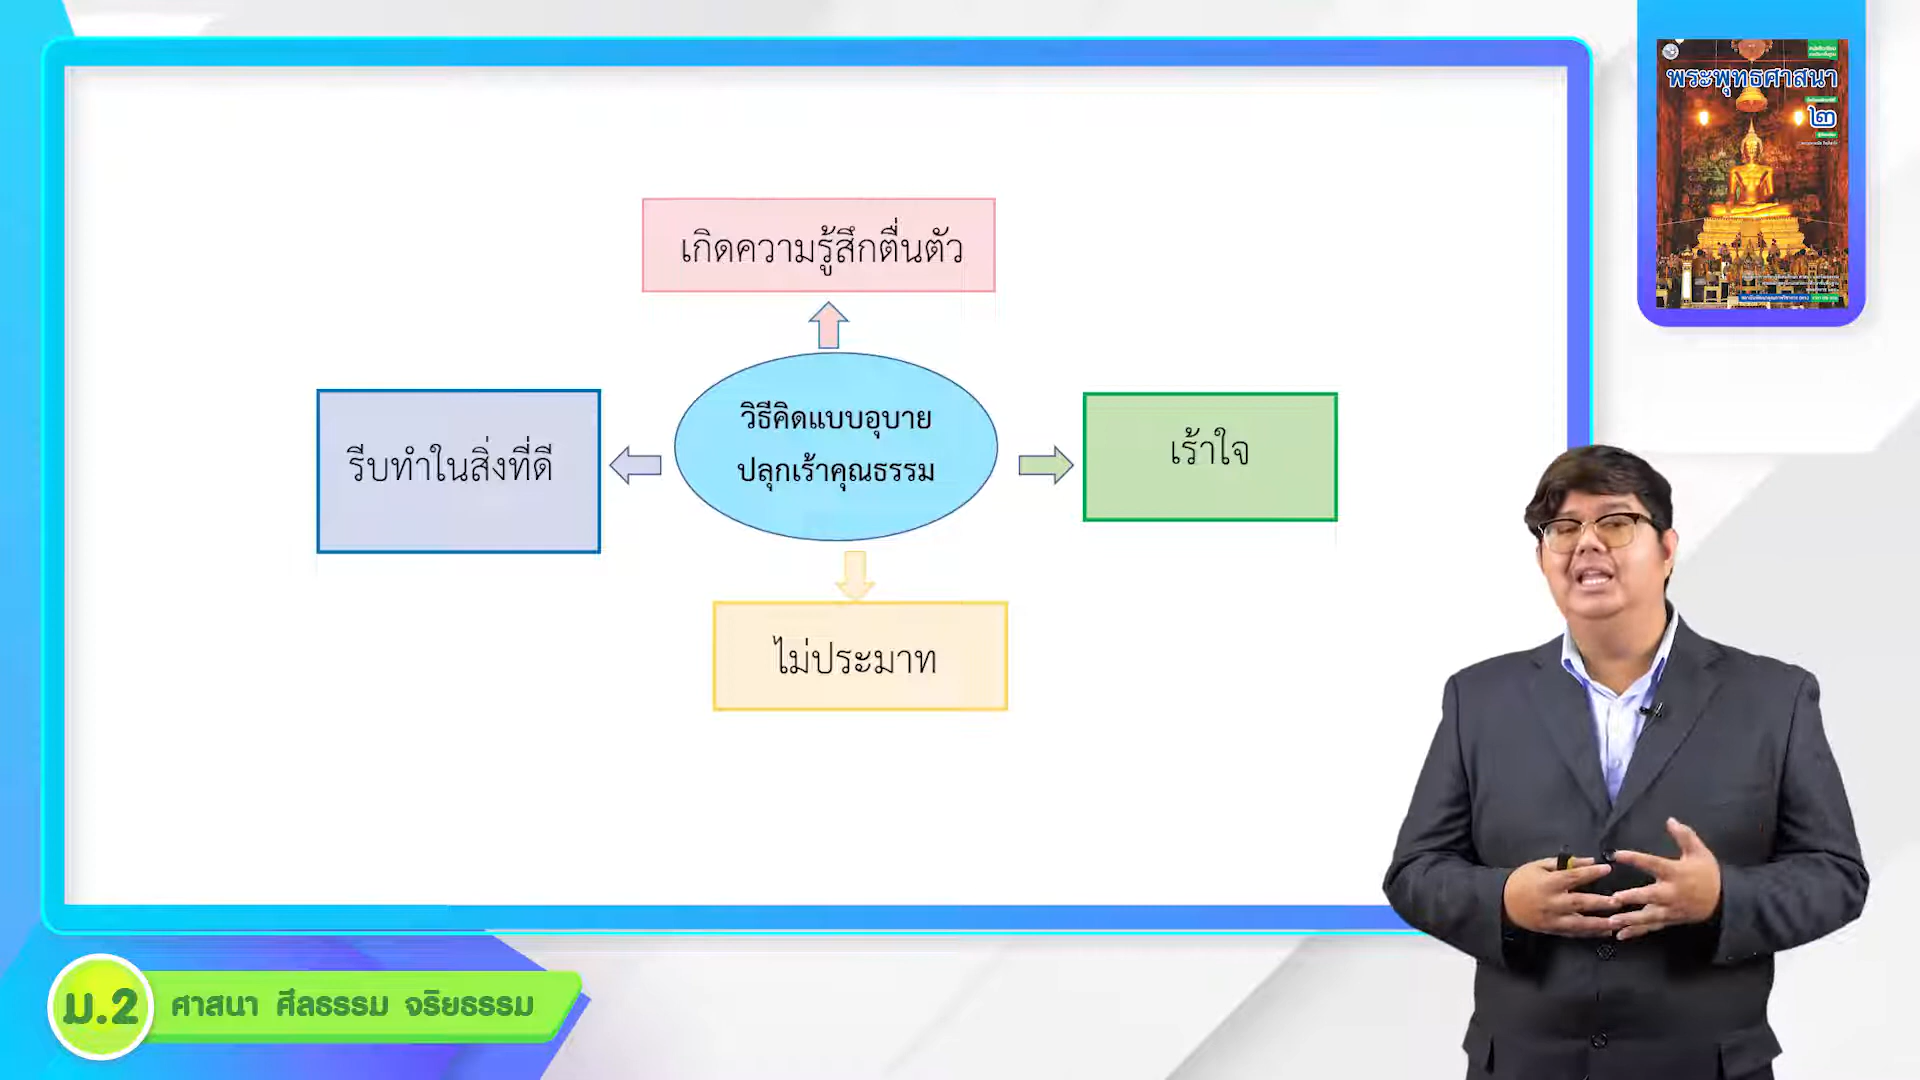 เกิดความรู้สึกตื่นตัว
วิธีคิดแบบอุบาย
ปลุกเร้าคุณธรรม
รีบทำในสิ่งที่ดี
เร้าใจ
ไม่ประมาท
พระพุทธศาสนา
๒
ม.2 ศาสนา ศีลธรรม จริยธรรม